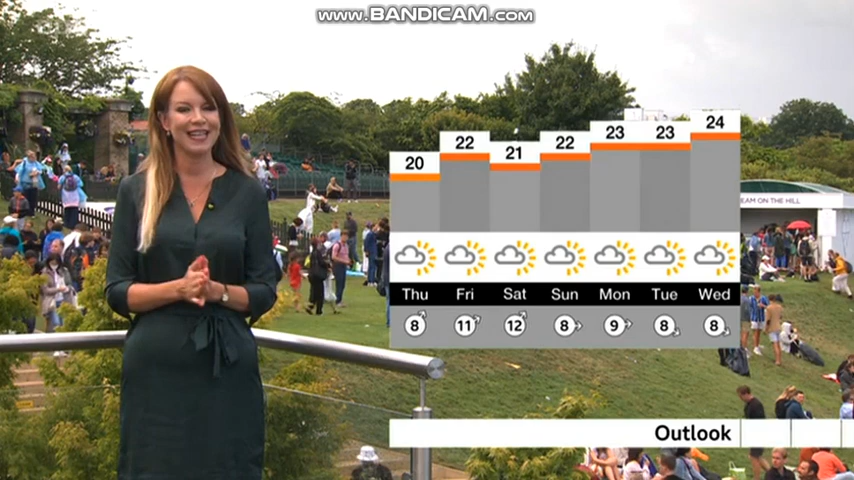 www.BANDICAM.com
20 22 21 22 23 23 24
Thu Fri Sat Sun Mon Tue Wed
8 11 12 8 9 8 8
EAM ON THE HILL
Outlook